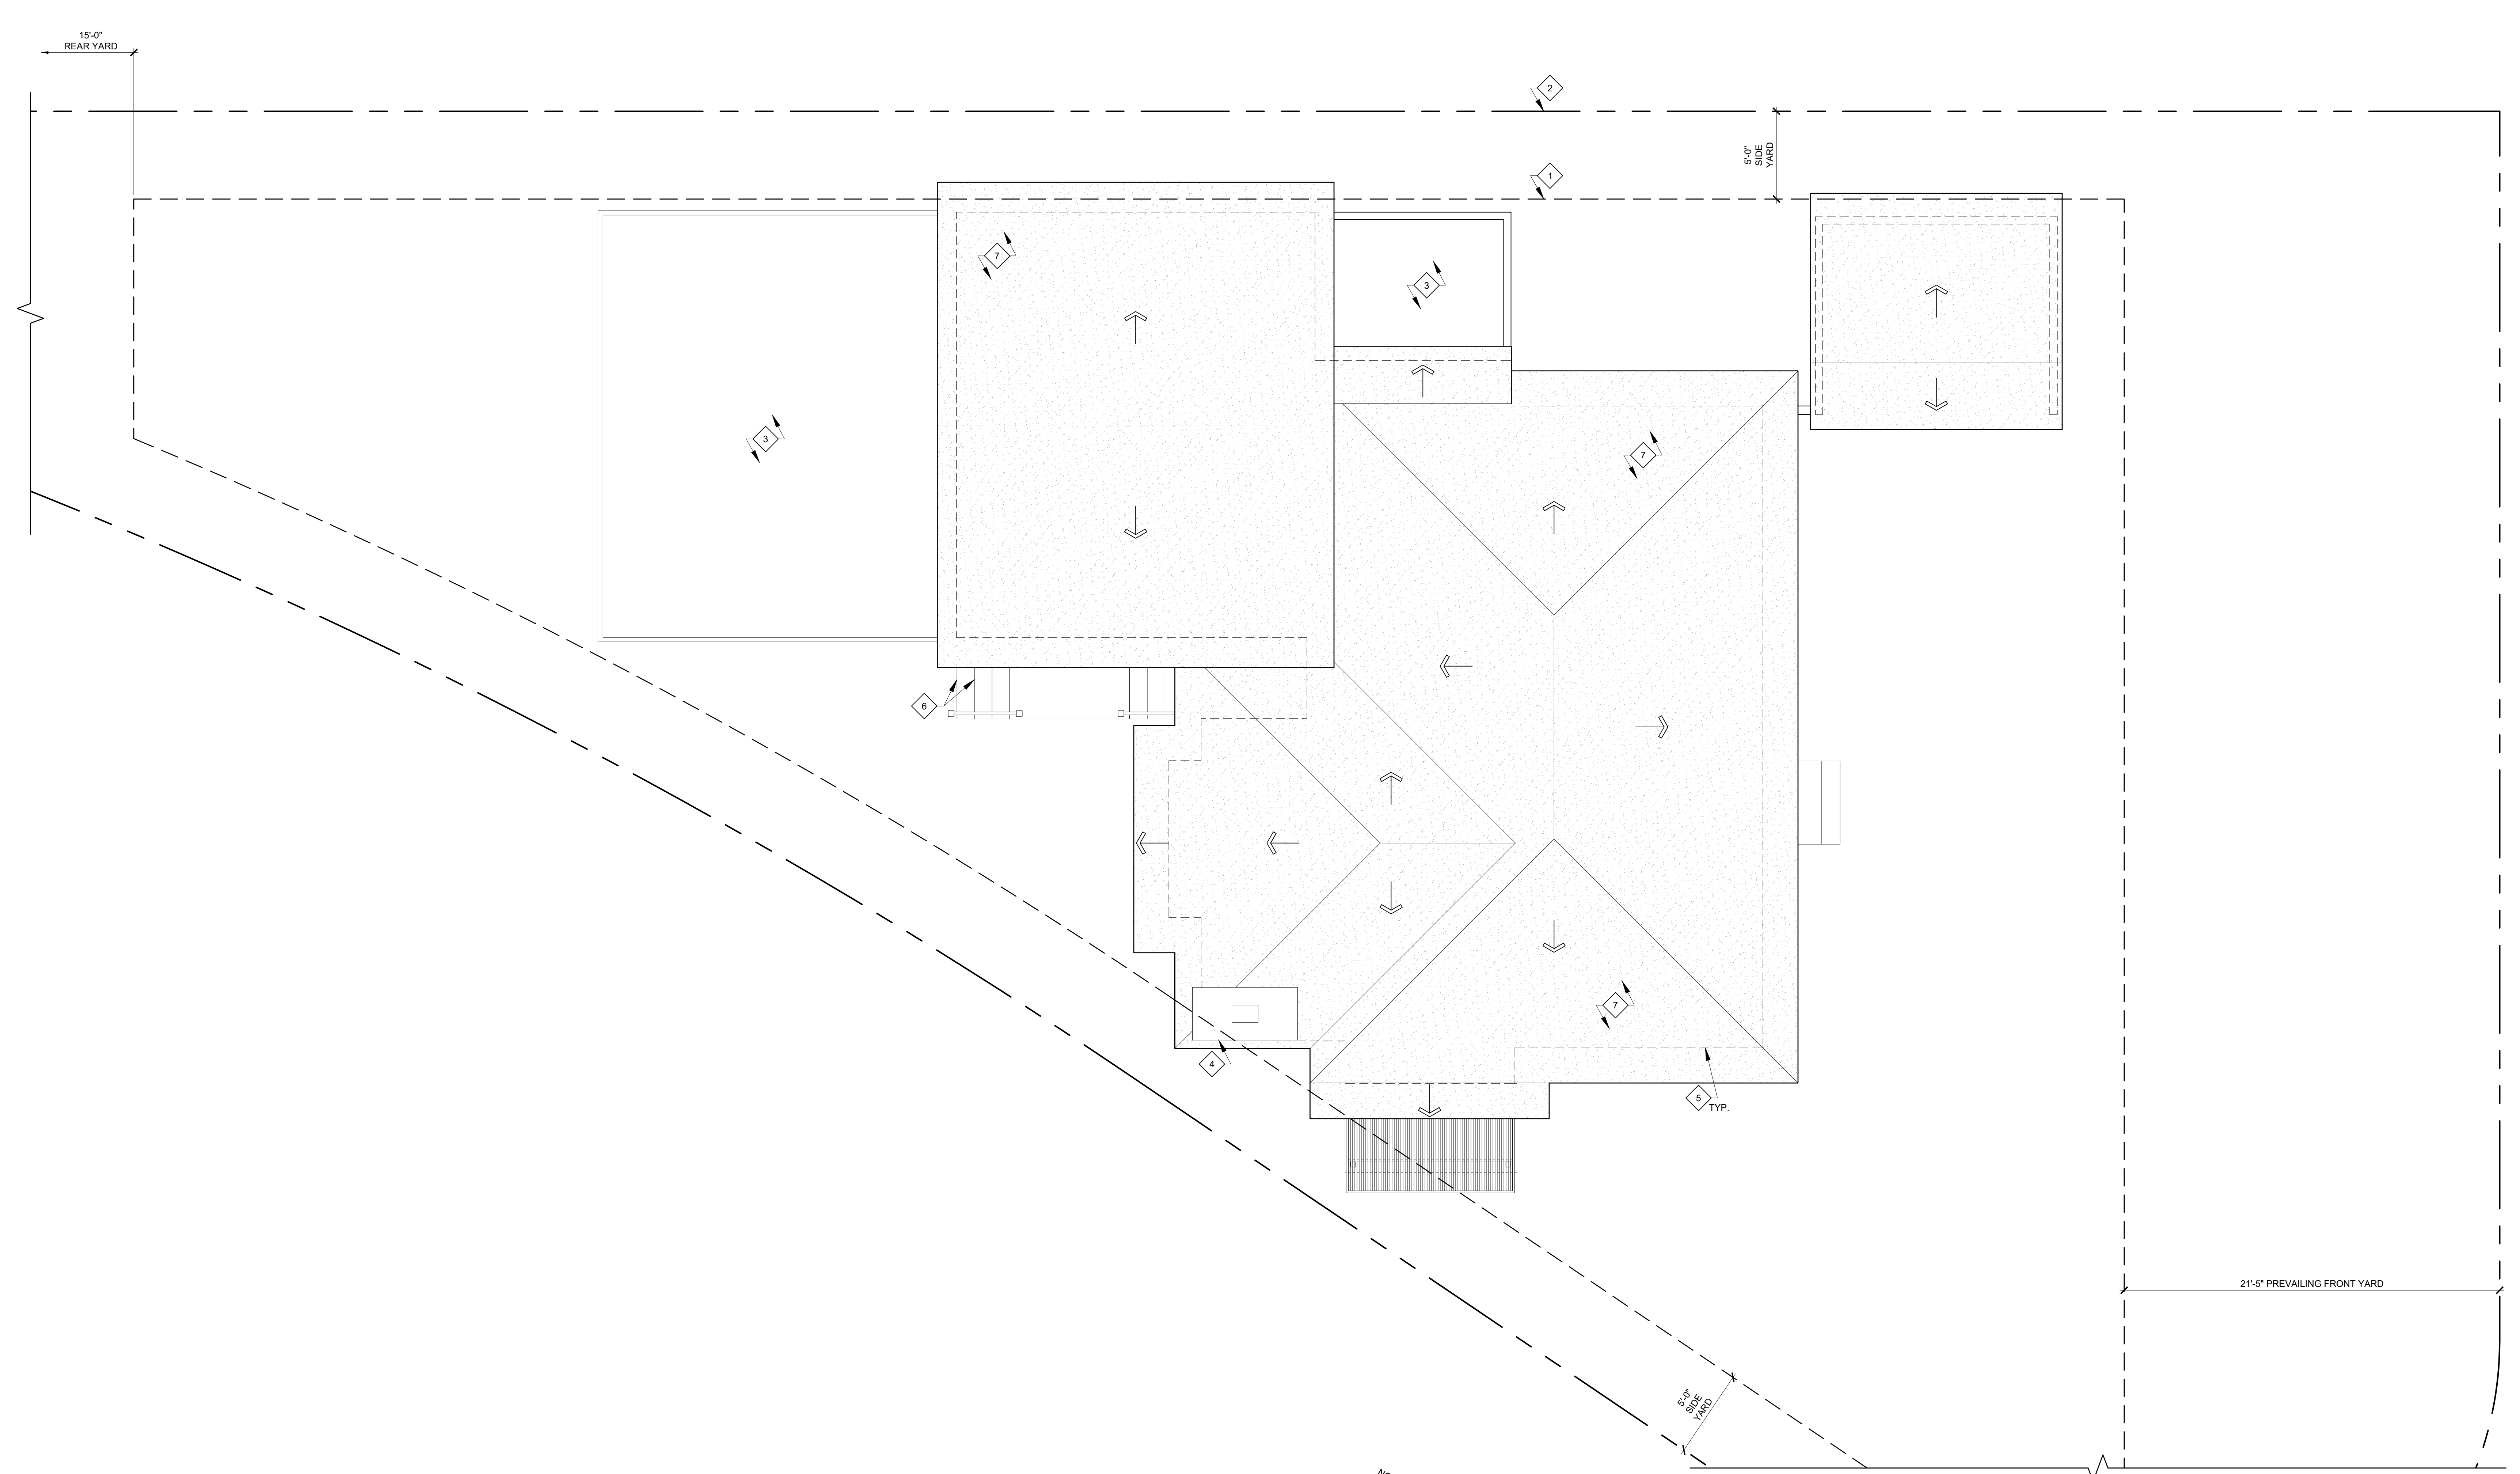 15'-0"
REAR YARD
2
5'-0"
SIDE
YARD
1
7
3
3
7
6
7
4
5
TYP.
21'-5" PREVAILING FRONT YARD
5'-0"
SIDE
YARD